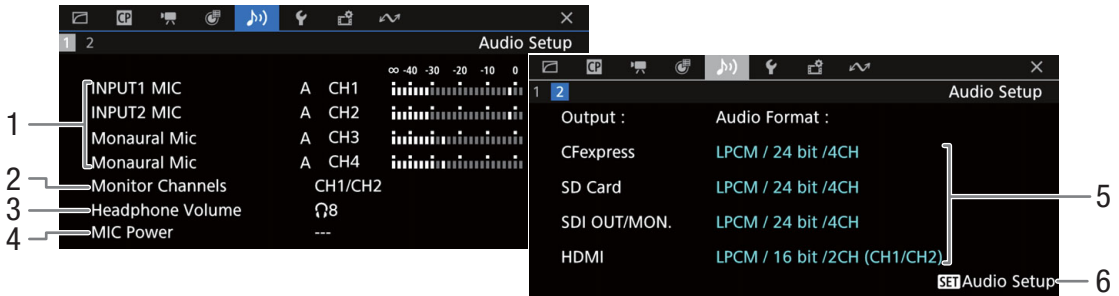 CP
1 2 Audio Setup
∞ -40 -30 -20 -10 0
1 INPUT1 MIC A CH1
INPUT2 MIC A CH2
Monaural Mic A CH3
Monaural Mic A CH4
2 Monitor Channels CH1/CH2
3 Headphone Volume 8
4 MIC Power ---
CP
1 2 Audio Setup
Output : Audio Format :
CFexpress LPCM / 24 bit /4CH
SD Card LPCM / 24 bit /4CH
SDI OUT/MON. LPCM / 24 bit /4CH
HDMI LPCM / 16 bit /2CH (CH1/CH2)
5
SET Audio Setup 6